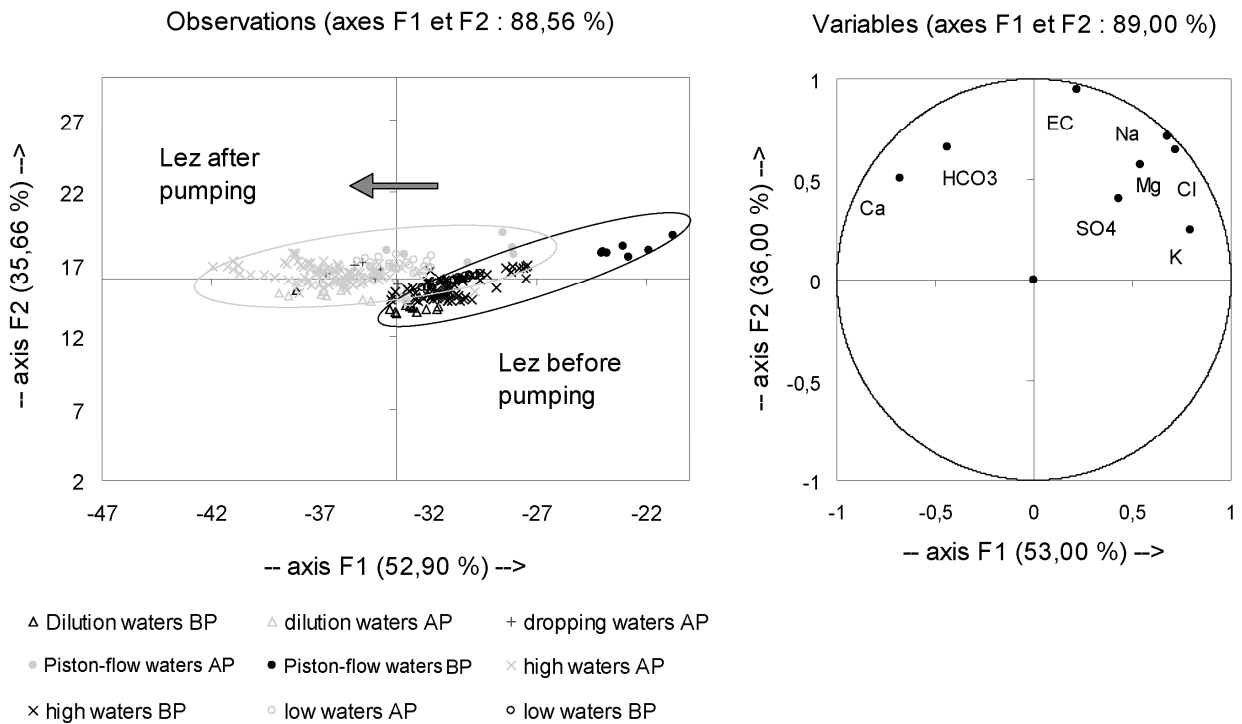 Observations (axes F1 et F2 : 88,56 %)
27
22
17
12
7
2
-47
-42
-37
-32
-27
-22
-- axis F2 (35,66 %) -->
-- axis F1 (52,90 %) -->
Lez after
pumping
Lez before
pumping
Variables (axes F1 et F2 : 89,00 %)
1
0,5
0
-0,5
-1
-1
-0,5
0
0,5
1
-- axis F2 (36,00 %) -->
-- axis F1 (53,00 %) -->
EC
Na
HCO3
Mg
Cl
Ca
SO4
K
Dilution waters BP
dilution waters AP
dropping waters AP
Piston-flow waters AP
Piston-flow waters BP
high waters AP
high waters BP
low waters AP
low waters BP